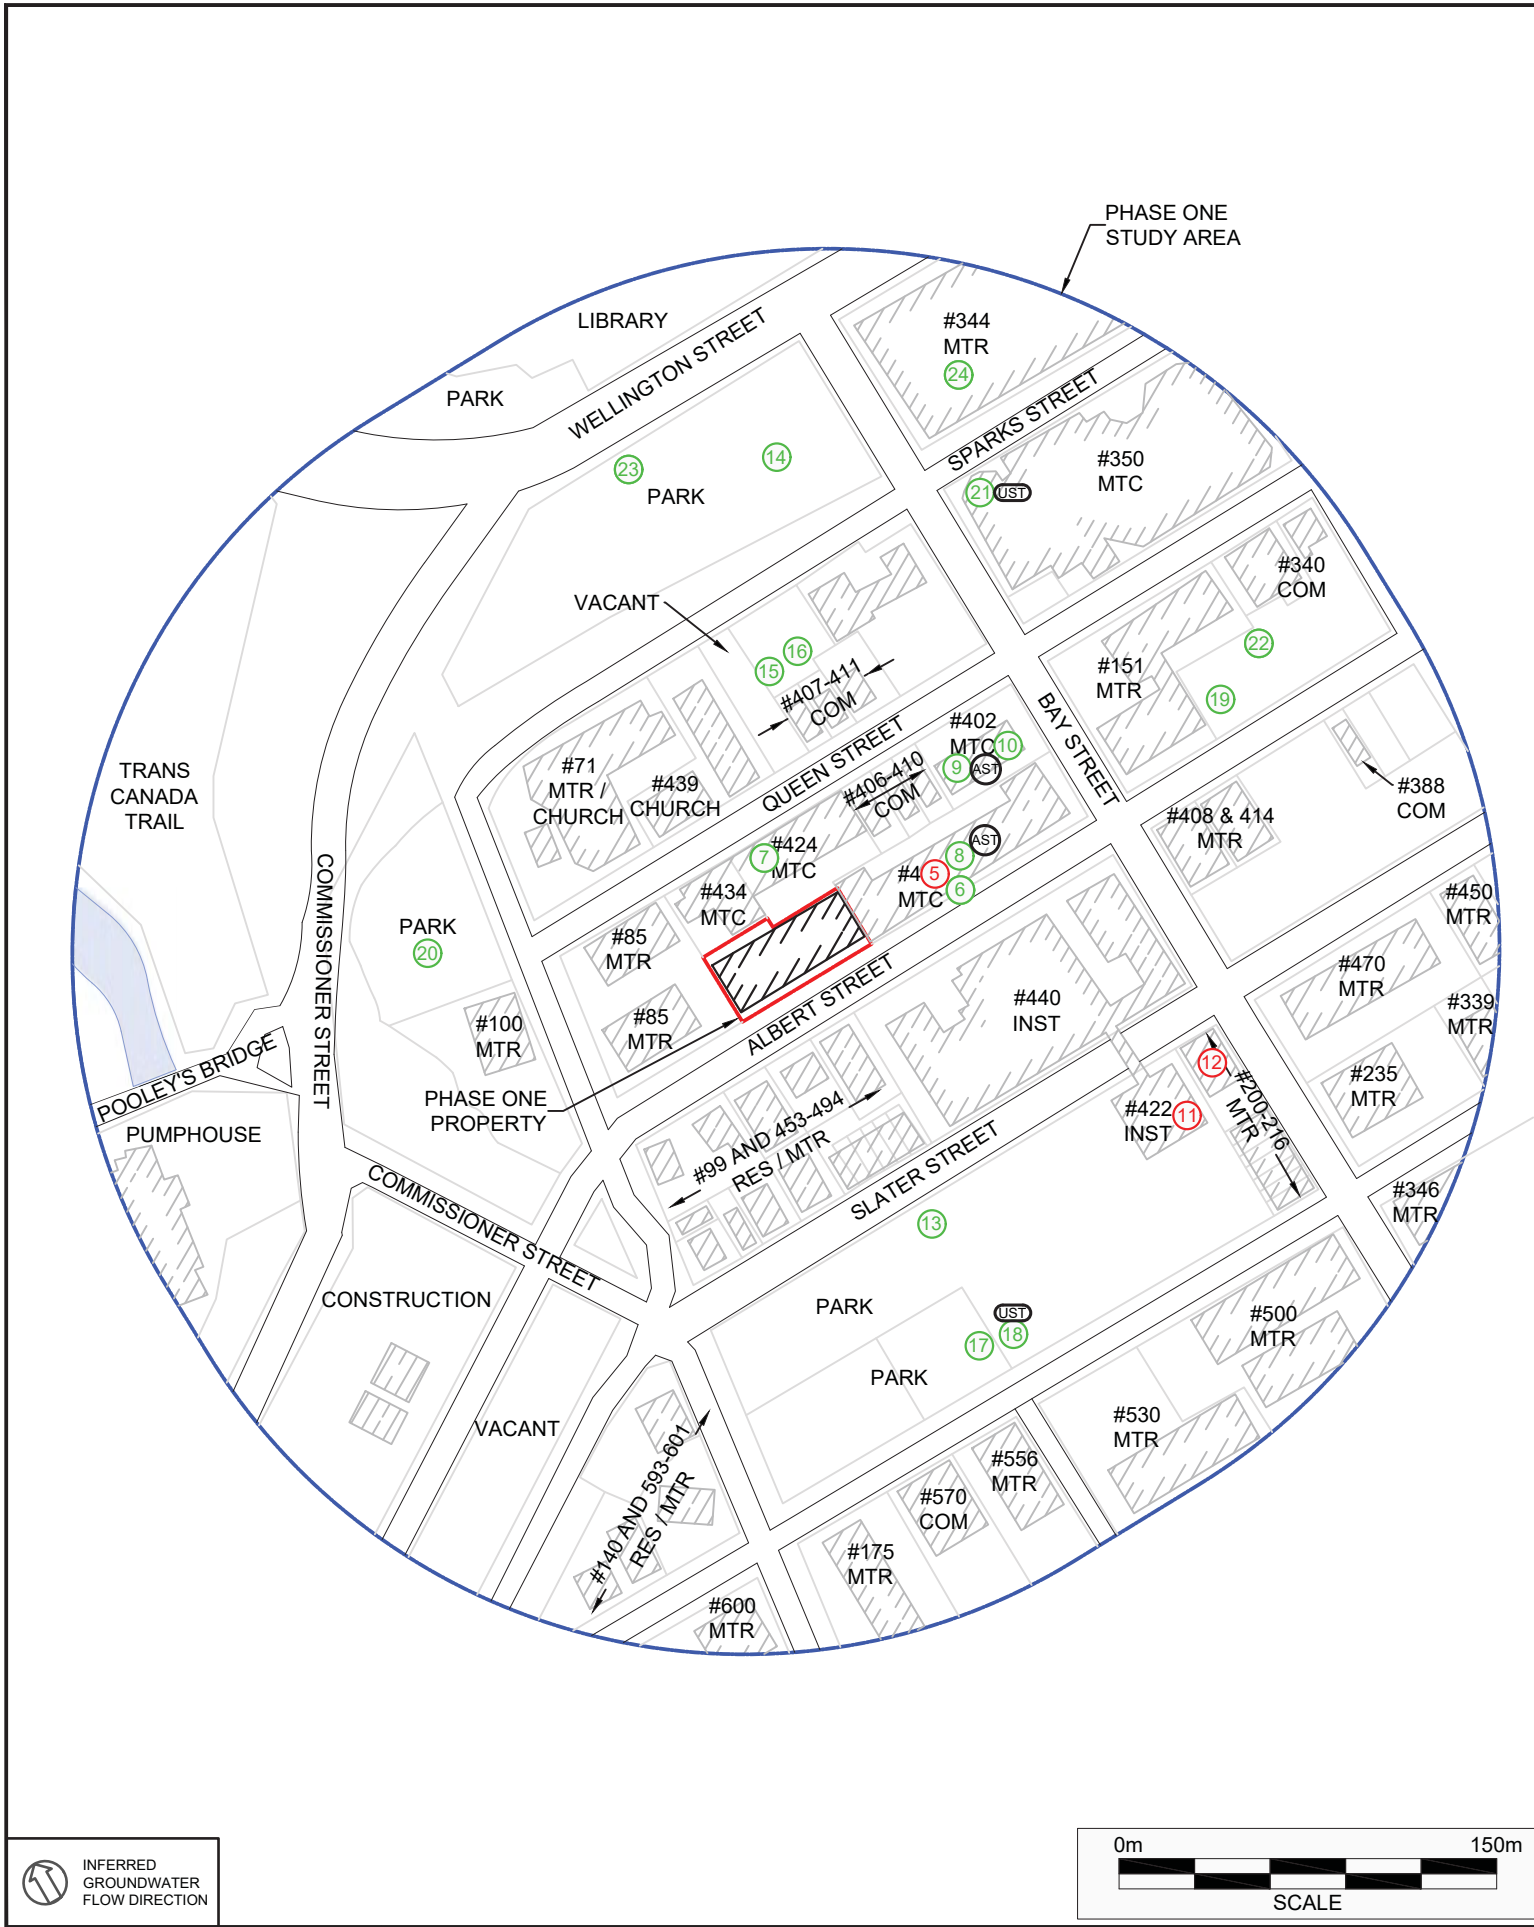 PHASE ONE
STUDY AREA
LIBRARY
WELLINGTON STREET
#344
MTR
24
PARK
SPARKS STREET
14
23
PARK
#350
MTC
21
UST
#340
COM
VACANT
22
16
15
#151
MTR
#407-411
COM
19
BAY STREET
QUEEN STREET
#402
MTC
10
9
AST
#406-410
COM
#71
MTR /
CHURCH
#439
CHURCH
TRANS
CANADA
TRAIL
#388
COM
#408 & 414
MTR
AST
#424
MTC
7
8
5
#4
MTC
6
#434
MTC
#450
MTR
COMMISSIONER STREET
PARK
20
#85
MTR
#470
MTR
ALBERT STREET
#440
INST
#339
MTR
#100
MTR
#85
MTR
POOLEY'S BRIDGE
12
#235
MTR
PHASE ONE
PROPERTY
#200-216
MTR
#422
INST
11
PUMPHOUSE
#99 AND 453-494
RES / MTR
SLATER STREET
#346
MTR
13
COMMISSIONER STREET
CONSTRUCTION
PARK
UST
18
17
#500
MTR
PARK
VACANT
#530
MTR
#140 AND 593-601
RES / MTR
#556
MTR
#570
COM
#175
MTR
#600
MTR
INFERRED
GROUNDWATER
FLOW DIRECTION
0m 150m
SCALE